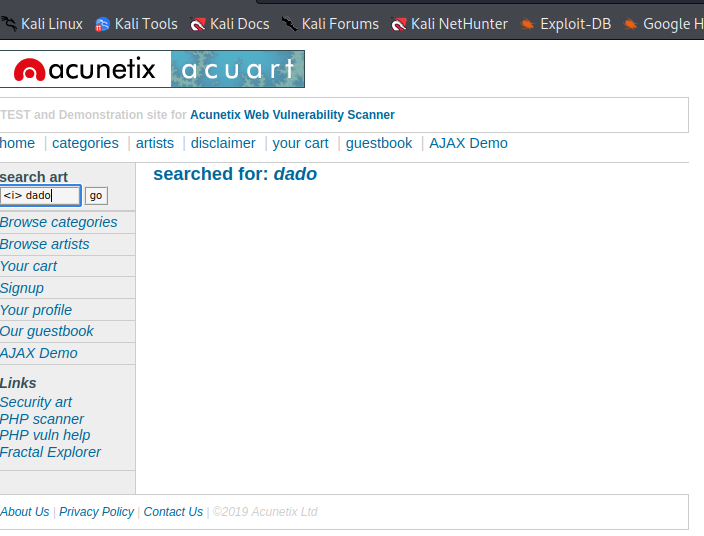 Kali Linux Kali Tools Kali Docs Kali Forums Kali NetHunter Exploit-DB Google H
acunetix acuart
TEST and Demonstration site for Acunetix Web Vulnerability Scanner
home | categories | artists | disclaimer | your cart | guestbook | AJAX Demo
search art
<i> dado go
searched for: dado
Browse categories
Browse artists
Your cart
Signup
Your profile
Our guestbook
AJAX Demo
Links
Security art
PHP scanner
PHP vuln help
Fractal Explorer
About Us | Privacy Policy | Contact Us | ©2019 Acunetix Ltd